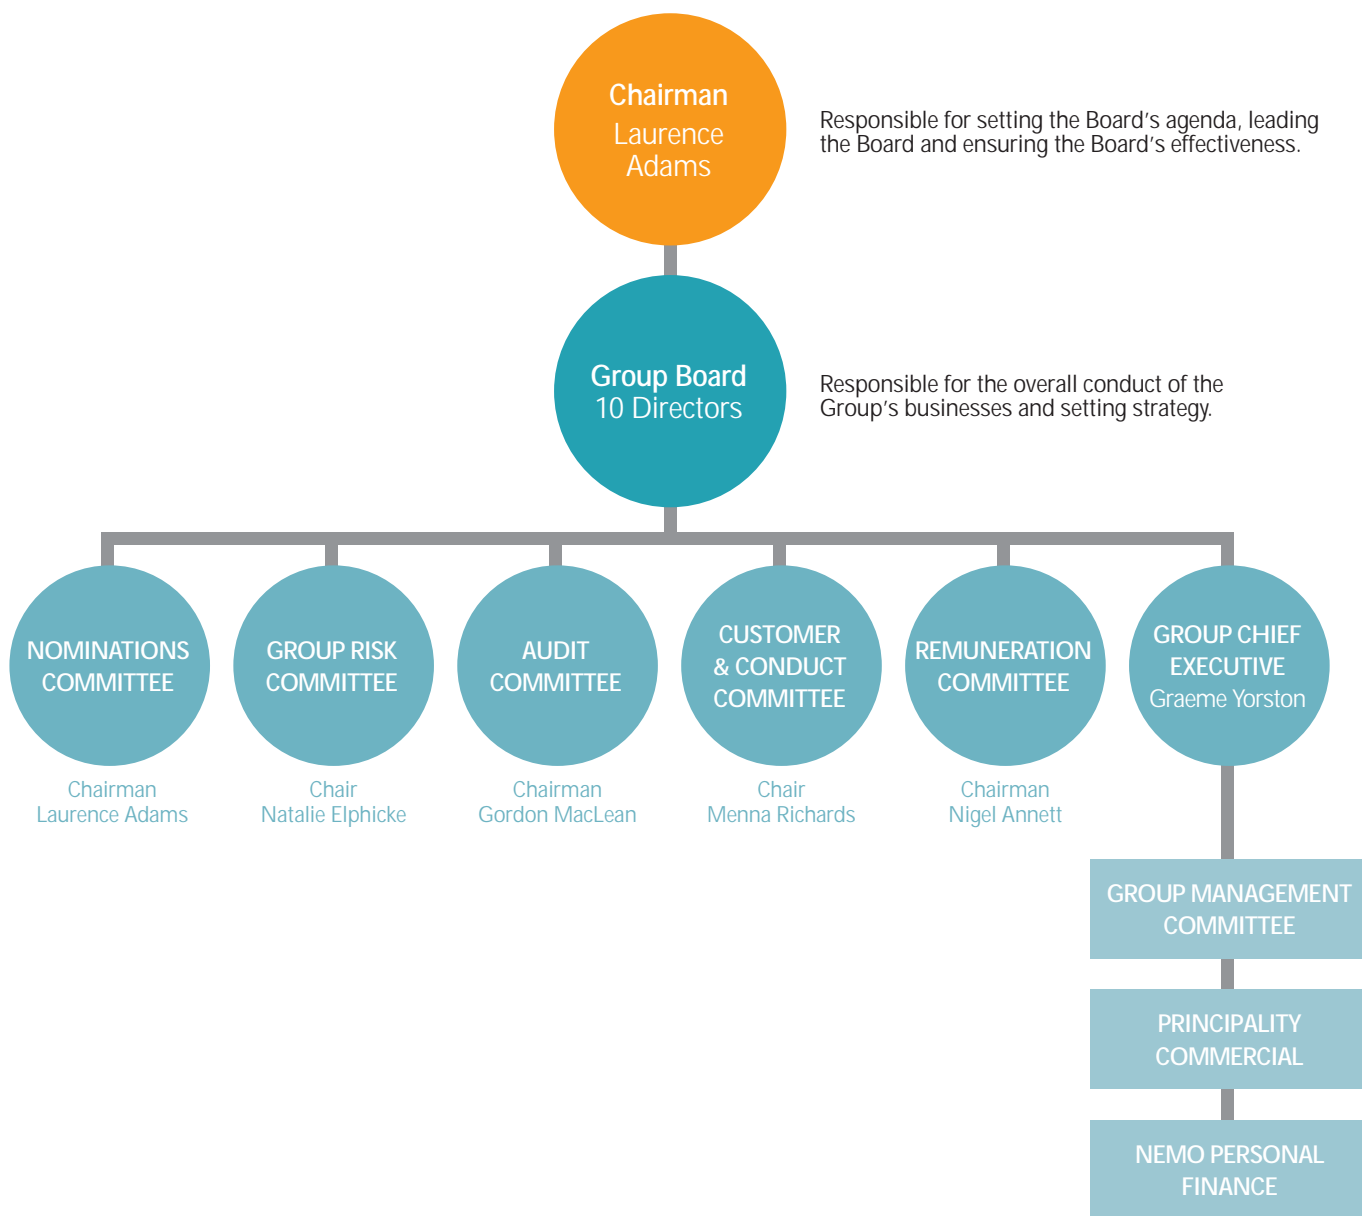 Chairman
Laurence
Adams
Responsible for setting the Board's agenda, leading
the Board and ensuring the Board's effectiveness.
Group Board
10 Directors
Responsible for the overall conduct of the
Group's businesses and setting strategy.
NOMINATIONS
COMMITTEE
Chairman
Laurence Adams
GROUP RISK
COMMITTEE
Chair
Natalie Elphicke
AUDIT
COMMITTEE
Chairman
Gordon MacLean
CUSTOMER
& CONDUCT
COMMITTEE
Chair
Menna Richards
REMUNERATION
COMMITTEE
Chairman
Nigel Annett
GROUP CHIEF
EXECUTIVE
Graeme Yorston
GROUP MANAGEMENT
COMMITTEE
PRINCIPALITY
COMMERCIAL
NEMO PERSONAL
FINANCE